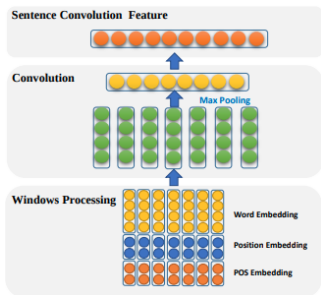 Sentence Convolution Feature
Convolution
Max Pooling
Windows Processing
Word Embedding
Position Embedding
POS Embedding